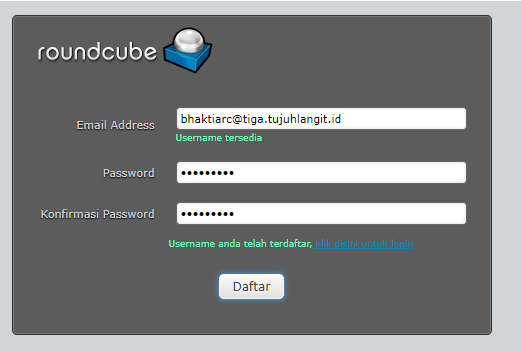 roundcube
Email Address
bhaktiarc@tiga.tujuhlangit.id
Username tersedia
Password
•••••••••
Konfirmasi Password
•••••••••
Username anda telah terdaftar, klik disini untuk login
Daftar